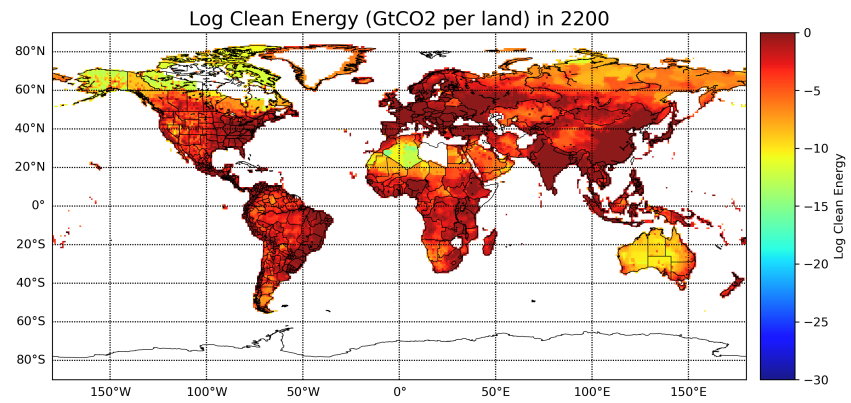 Log Clean Energy (GtCO2 per land) in 2200
80°N
60°N
40°N
20°N
0°
20°S
40°S
60°S
80°S
150°W
100°W
50°W
0°
50°E
100°E
150°E
0
−5
−10
−15
−20
−25
−30
Log Clean Energy